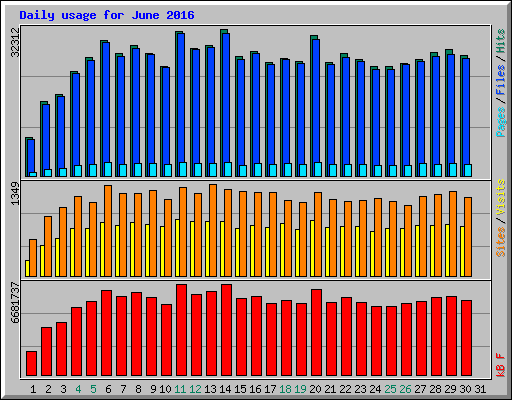 Daily usage for June 2016
32312
Pages / Files / Hits
1349
Sites / Visits
6681737
kB F
1 2 3 4 5 6 7 8 9 10 11 12 13 14 15 16 17 18 19 20 21 22 23 24 25 26 27 28 29 30 31